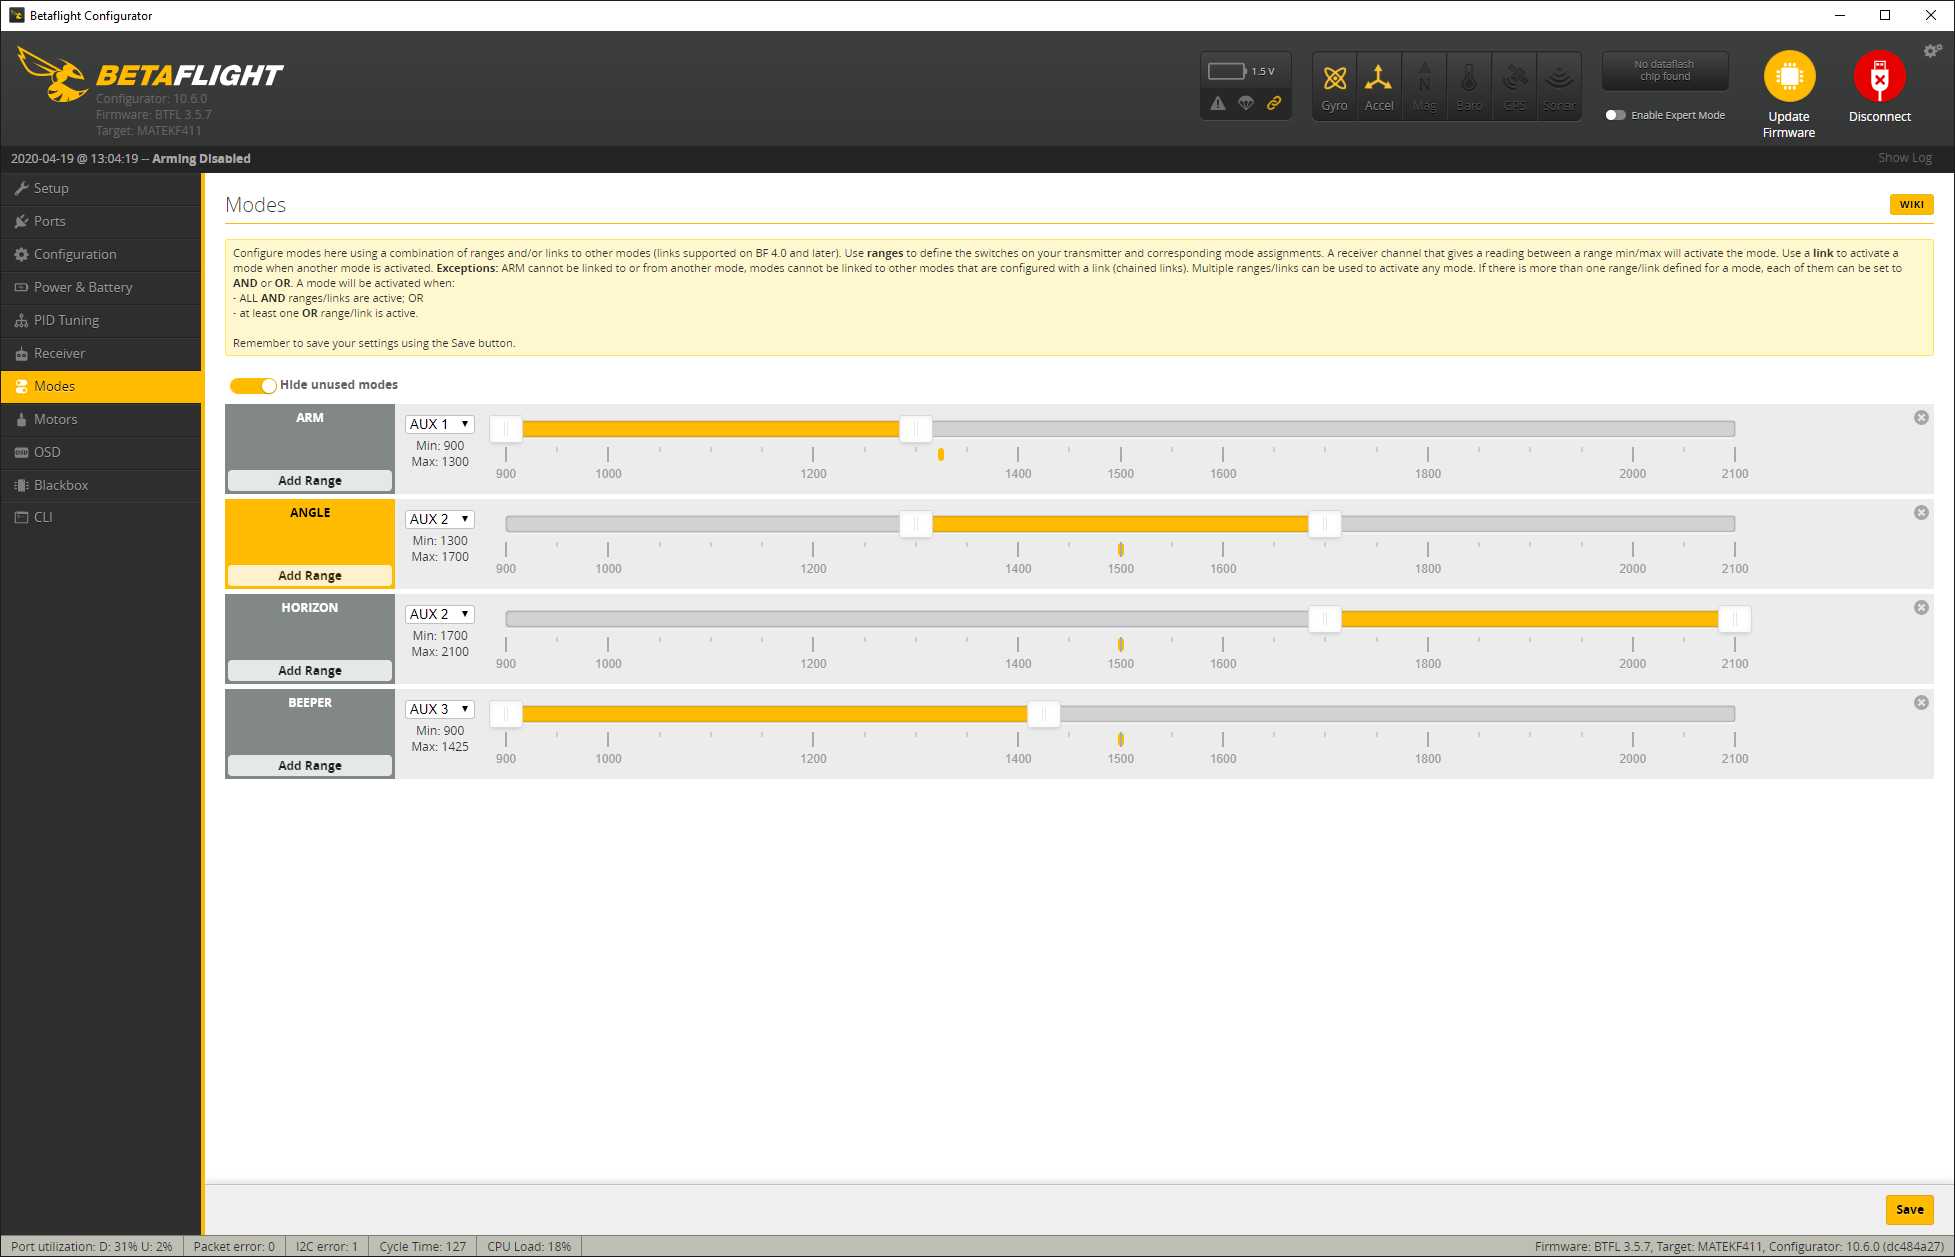 Betaflight Configurator
BETAFLIGHT
Configurator: 10.6.0
Firmware: BTFL 3.5.7
Target: MATEKF411
1.5 V
Gyro
Accel
Mag
Baro
GPS
Sonar
No dataflash
chip found
Enable Expert Mode
Update
Firmware
Disconnect
2020-04-19 @ 13:04:19 -- Arming Disabled
Show Log
Setup
Ports
Configuration
Power & Battery
PID Tuning
Receiver
Modes
Motors
OSD
Blackbox
CLI
Modes
WIKI
Configure modes here using a combination of ranges and/or links to other modes (links supported on BF 4.0 and later). Use ranges to define the switches on your transmitter and corresponding mode assignments. A receiver channel that gives a reading between a range min/max will activate the mode. Use a link to activate a
mode when another mode is activated. Exceptions: ARM cannot be linked to or from another mode, modes cannot be linked to other modes that are configured with a link (chained links). Multiple ranges/links can be used to activate any mode. If there is more than one range/link defined for a mode, each of them can be set to
AND or OR. A mode will be activated when:
- ALL AND ranges/links are active; OR
- at least one OR range/link is active.
Remember to save your settings using the Save button.
Hide unused modes
ARM
Add Range
AUX 1
Min: 900
Max: 1300
900 1000 1200 1400 1500 1600 1800 2000 2100
ANGLE
Add Range
AUX 2
Min: 1300
Max: 1700
900 1000 1200 1400 1500 1600 1800 2000 2100
HORIZON
Add Range
AUX 2
Min: 1700
Max: 2100
900 1000 1200 1400 1500 1600 1800 2000 2100
BEEPER
Add Range
AUX 3
Min: 900
Max: 1425
900 1000 1200 1400 1500 1600 1800 2000 2100
Save
Port utilization: D: 31% U: 2%
Packet error: 0
I2C error: 1
Cycle Time: 127
CPU Load: 18%
Firmware: BTFL 3.5.7, Target: MATEKF411, Configurator: 10.6.0 (dc484a27)